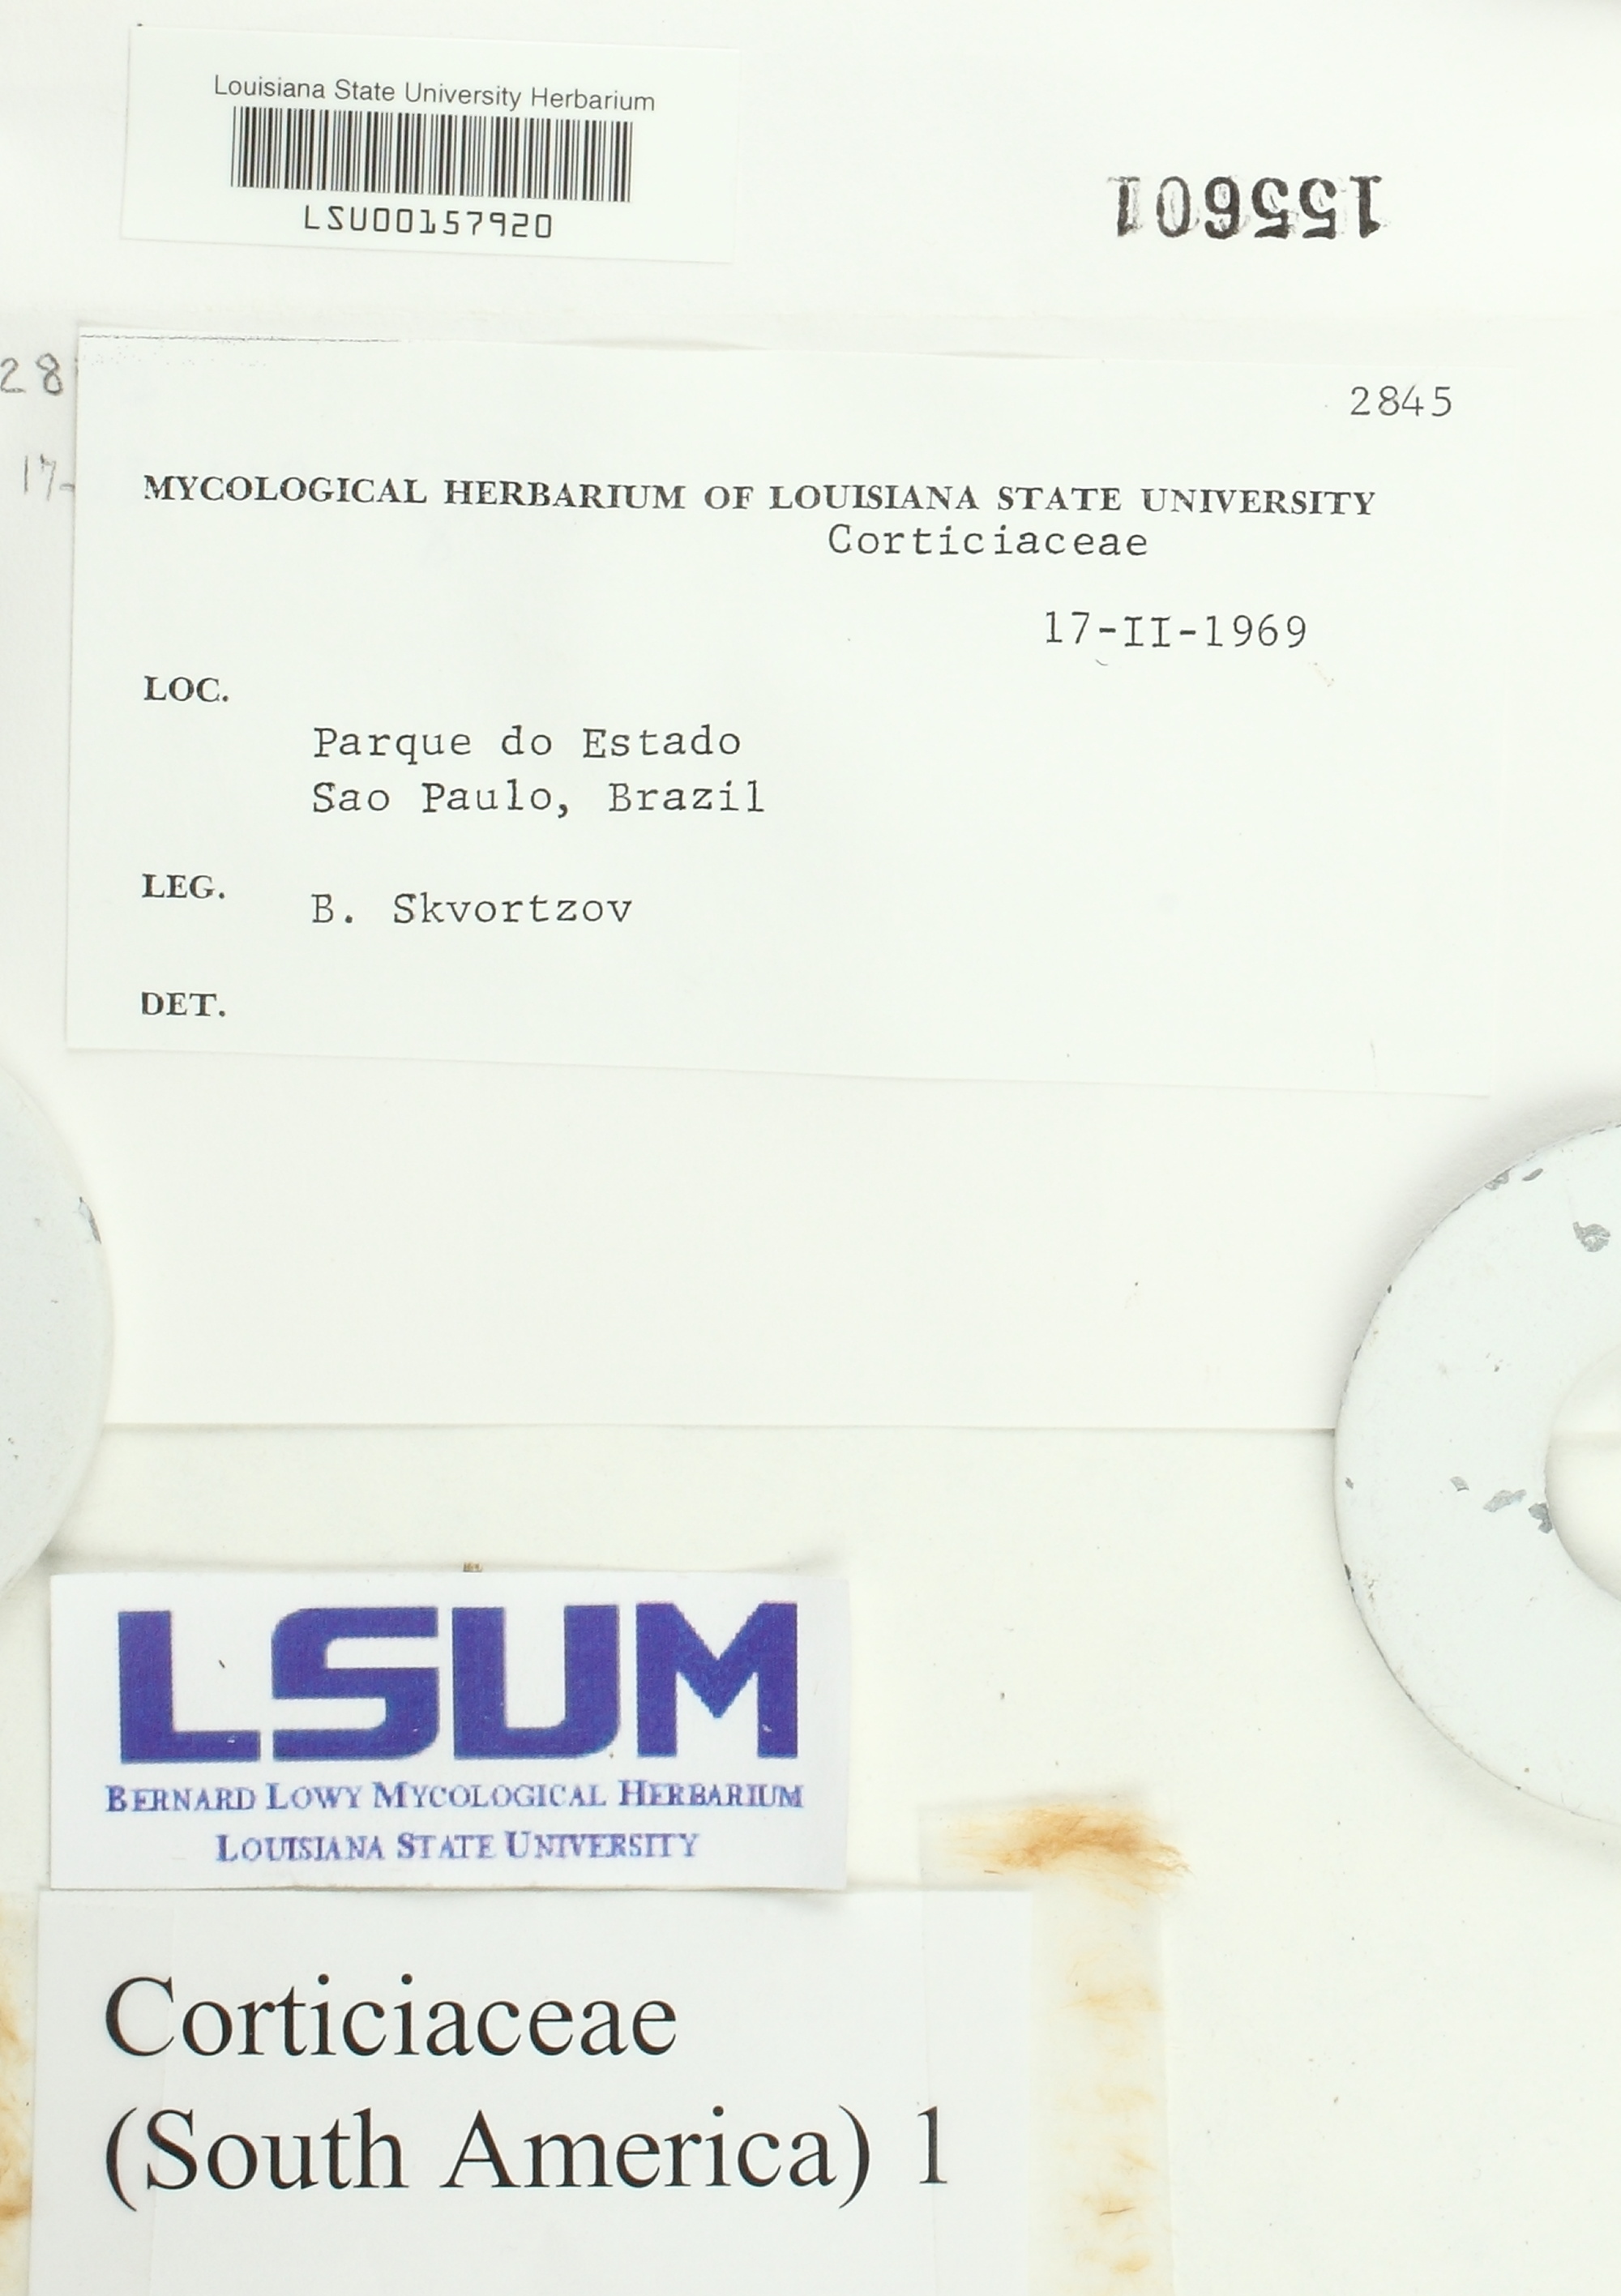 Louisiana State University Herbarium
LSU00157920
155601
28
17-
2845
MYCOLOGICAL HERBARIUM OF LOUISIANA STATE UNIVERSITY
Corticiaceae
17-II-1969
LOC.
Parque do Estado
Sao Paulo, Brazil
LEG.
B. Skvortzov
DET.
LSUM
BERNARD LOWY MYCOLOGICAL HERBARIUM
LOUISIANA STATE UNIVERSITY
Corticiaceae
(South America) 1